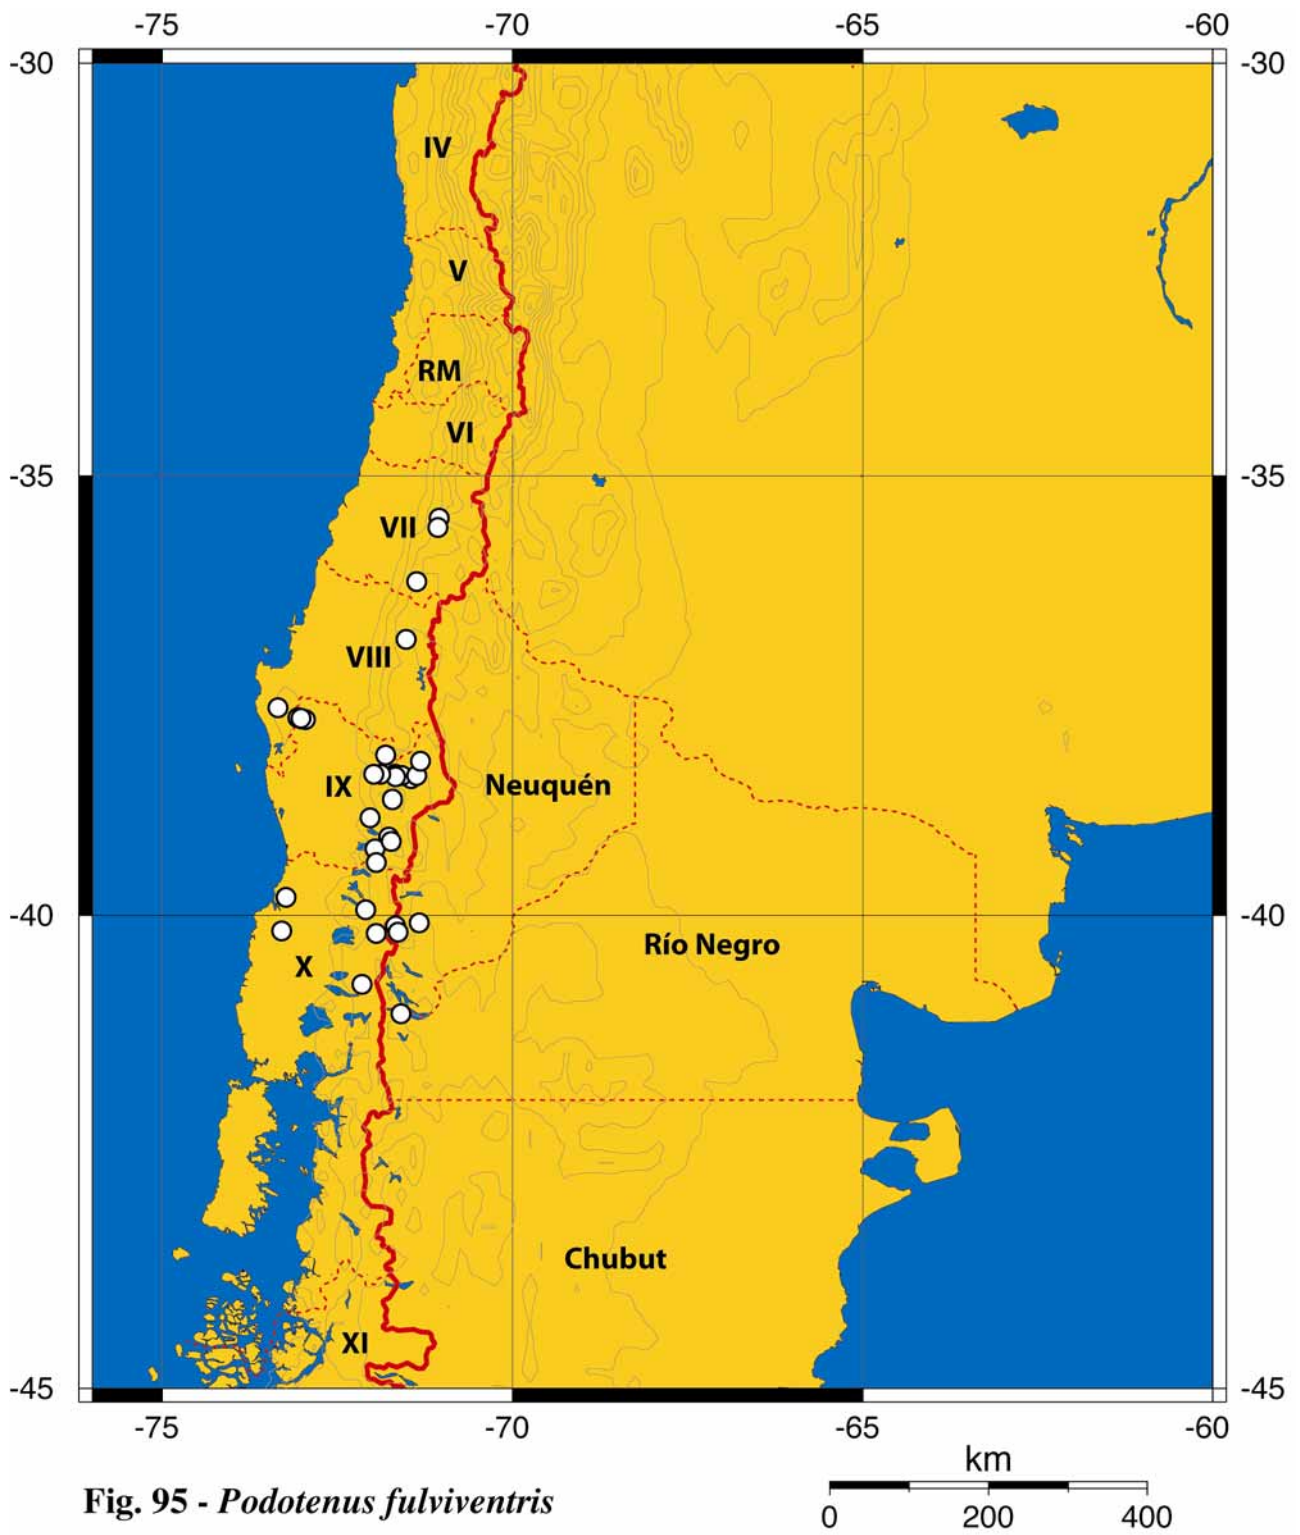 -75 -70 -65 -60
-30 -30
IV
V
RM
VI
-35 -35
VII
VIII
IX Neuquén
-40 -40
Río Negro
X
Chubut
XI
-45 -45
-75 -70 -65 -60
km
Fig. 95 - Podotenus fulviventris
0 200 400